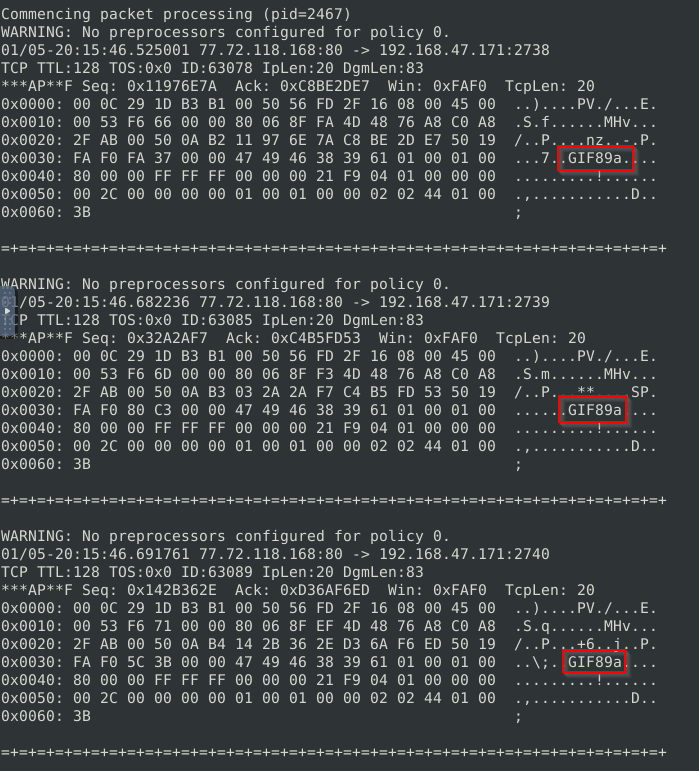 Commencing packet processing (pid=2467)
WARNING: No preprocessors configured for policy 0.
01/05-20:15:46.525001 77.72.118.168:80 -> 192.168.47.171:2738
TCP TTL:128 TOS:0x0 ID:63078 IpLen:20 DgmLen:83
***AP**F Seq: 0x11976E7A  Ack: 0xC8BE2DE7  Win: 0xFAF0  TcpLen: 20
0x0000: 00 0C 29 1D B3 B1 00 50 56 FD 2F 16 08 00 45 00  ..)....PV./...E.
0x0010: 00 53 F6 66 00 00 80 06 8F FA 4D 48 76 A8 C0 A8  .S.f......MHv...
0x0020: 2F AB 00 50 0A B2 11 97 6E 7A C8 BE 2D E7 50 19  /..P....nz..-.P.
0x0030: FA F0 FA 37 00 00 47 49 46 38 39 61 01 00 01 00  ...7..GIF89a....
0x0040: 80 00 00 FF FF FF 00 00 00 21 F9 04 01 00 00 00  .........!......
0x0050: 00 2C 00 00 00 00 01 00 01 00 00 02 02 44 01 00  .,...........D..
0x0060: 3B                                               ;
=+=+=+=+=+=+=+=+=+=+=+=+=+=+=+=+=+=+=+=+=+=+=+=+=+=+=+=+=+=+=+=+=+=+=+=+=+
WARNING: No preprocessors configured for policy 0.
01/05-20:15:46.682236 77.72.118.168:80 -> 192.168.47.171:2739
TCP TTL:128 TOS:0x0 ID:63085 IpLen:20 DgmLen:83
***AP**F Seq: 0x32A2AF7  Ack: 0xC4B5FD53  Win: 0xFAF0  TcpLen: 20
0x0000: 00 0C 29 1D B3 B1 00 50 56 FD 2F 16 08 00 45 00  ..)....PV./...E.
0x0010: 00 53 F6 6D 00 00 80 06 8F F3 4D 48 76 A8 C0 A8  .S.m......MHv...
0x0020: 2F AB 00 50 0A B3 03 2A 2A F7 C4 B5 FD 53 50 19  /..P...**....SP.
0x0030: FA F0 80 C3 00 00 47 49 46 38 39 61 01 00 01 00  ......GIF89a....
0x0040: 80 00 00 FF FF FF 00 00 00 21 F9 04 01 00 00 00  .........!......
0x0050: 00 2C 00 00 00 00 01 00 01 00 00 02 02 44 01 00  .,...........D..
0x0060: 3B                                               ;
=+=+=+=+=+=+=+=+=+=+=+=+=+=+=+=+=+=+=+=+=+=+=+=+=+=+=+=+=+=+=+=+=+=+=+=+=+
WARNING: No preprocessors configured for policy 0.
01/05-20:15:46.691761 77.72.118.168:80 -> 192.168.47.171:2740
TCP TTL:128 TOS:0x0 ID:63089 IpLen:20 DgmLen:83
***AP**F Seq: 0x142B362E  Ack: 0xD36AF6ED  Win: 0xFAF0  TcpLen: 20
0x0000: 00 0C 29 1D B3 B1 00 50 56 FD 2F 16 08 00 45 00  ..)....PV./...E.
0x0010: 00 53 F6 71 00 00 80 06 8F EF 4D 48 76 A8 C0 A8  .S.q......MHv...
0x0020: 2F AB 00 50 0A B4 14 2B 36 2E D3 6A F6 ED 50 19  /..P...+6..j..P.
0x0030: FA F0 5C 3B 00 00 47 49 46 38 39 61 01 00 01 00  ..\;..GIF89a....
0x0040: 80 00 00 FF FF FF 00 00 00 21 F9 04 01 00 00 00  .........!......
0x0050: 00 2C 00 00 00 00 01 00 01 00 00 02 02 44 01 00  .,...........D..
0x0060: 3B                                               ;
=+=+=+=+=+=+=+=+=+=+=+=+=+=+=+=+=+=+=+=+=+=+=+=+=+=+=+=+=+=+=+=+=+=+=+=+=+